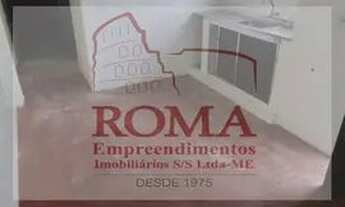 ROMA
Empreendimentos
Imobiliários S/S Ltda-ME
DESDE 1975